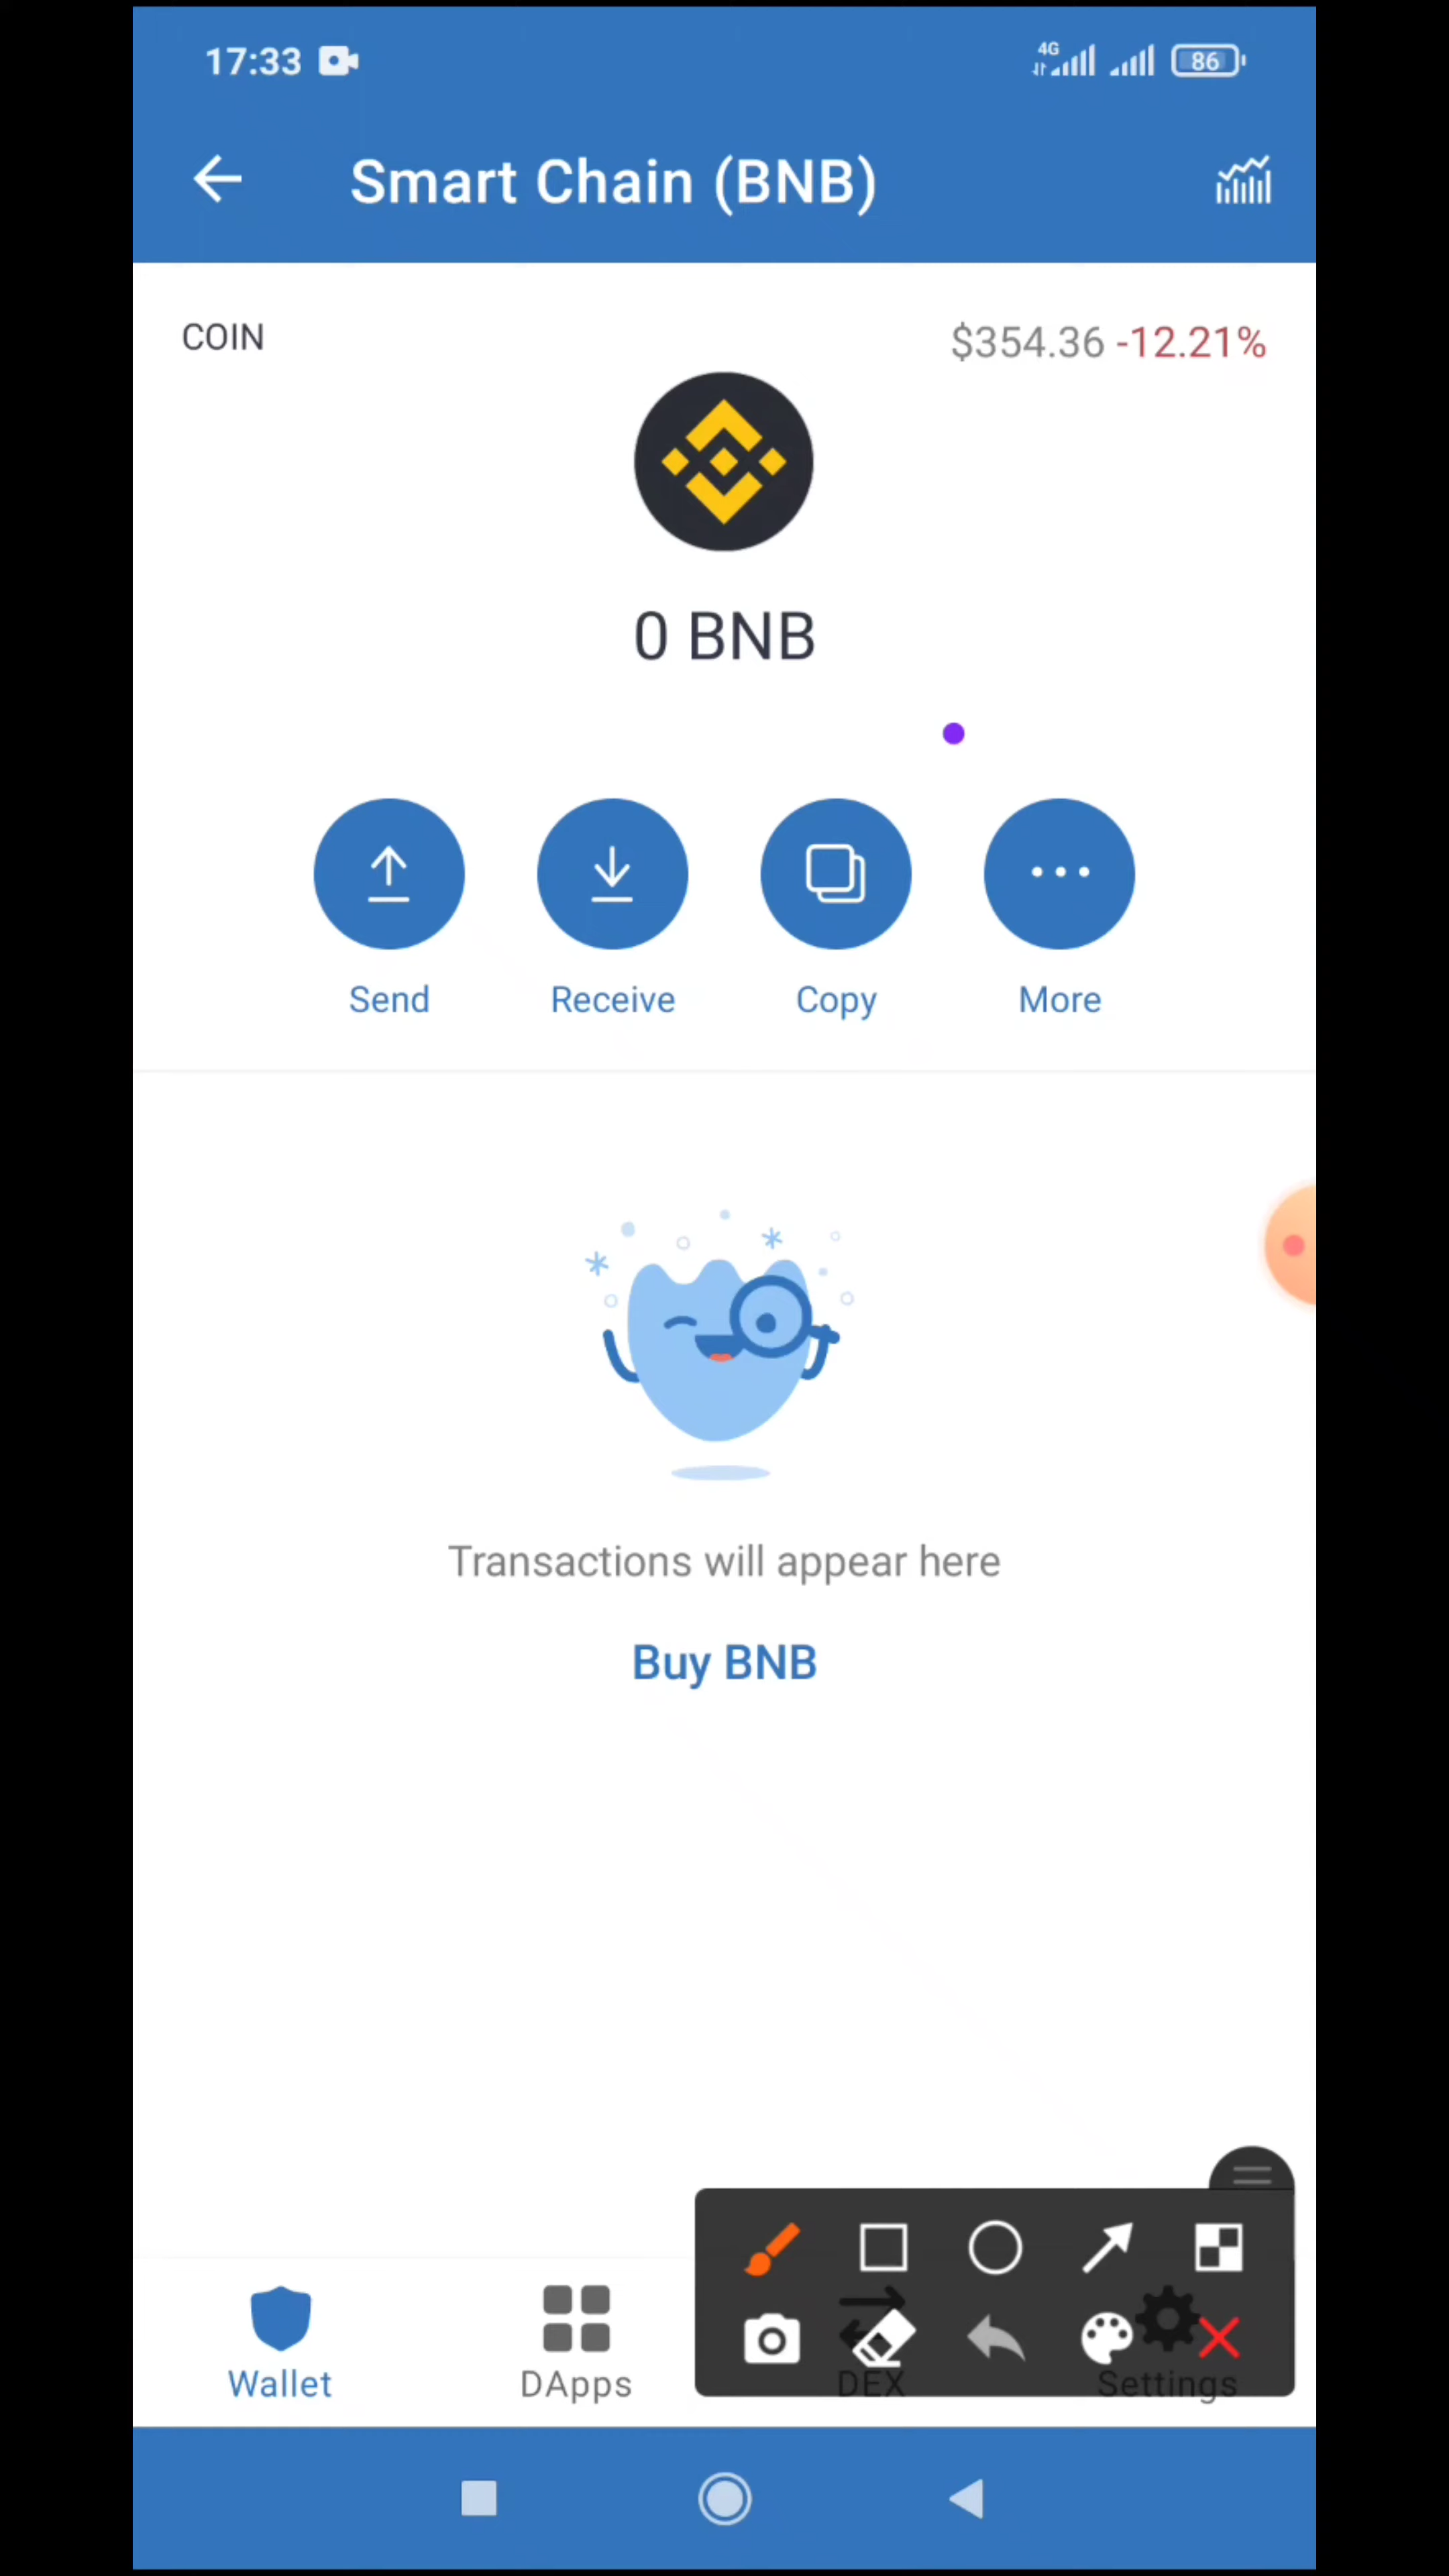 17:33
4G
86
Smart Chain (BNB)
COIN
$354.36 -12.21%
0 BNB
Send Receive Copy More
Transactions will appear here
Buy BNB
Wallet DApps DEX Settings